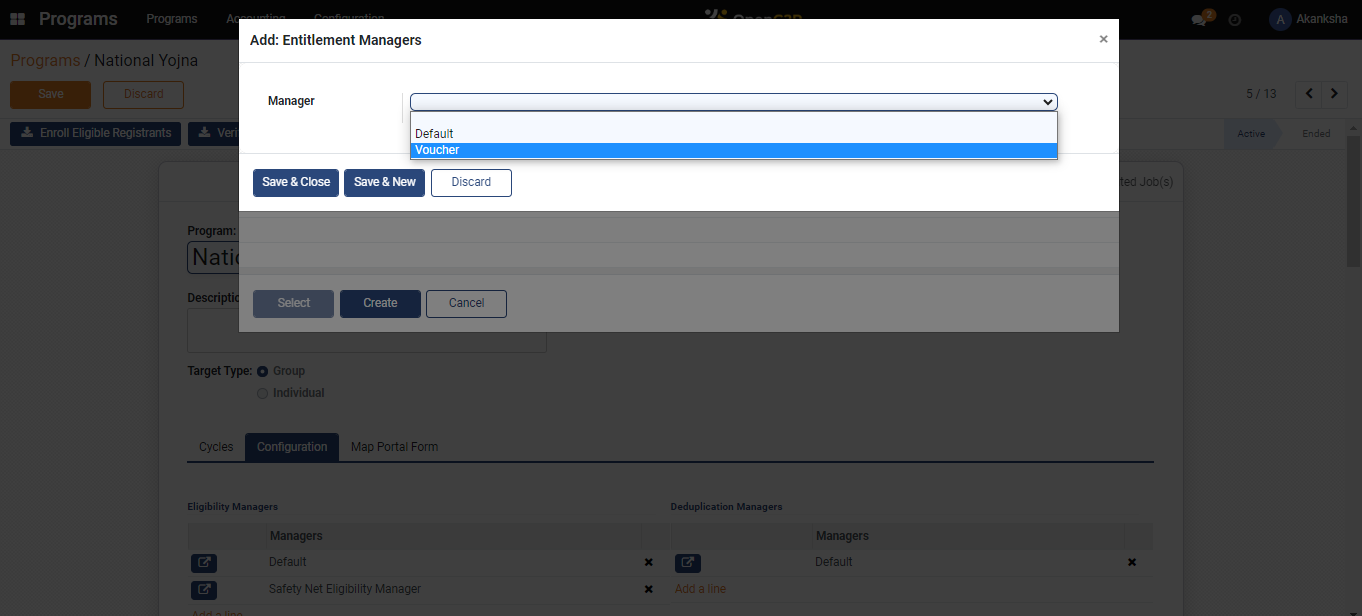 Programs Programs Accounting Configuration OpenG2P 2 A Akanksha
Add: Entitlement Managers ×
Programs / National Yojna
Save Discard 5 / 13
Manager
Default
Voucher
Enroll Eligible Registrants Veri Active Ended
Save & Close Save & New Discard ted Job(s)
Program:
Natio
Descriptio
Select Create Cancel
Target Type: Group
Individual
Cycles Configuration Map Portal Form
Eligibility Managers Deduplication Managers
Managers Managers
Default Default
Safety Net Eligibility Manager Add a line
Add a line